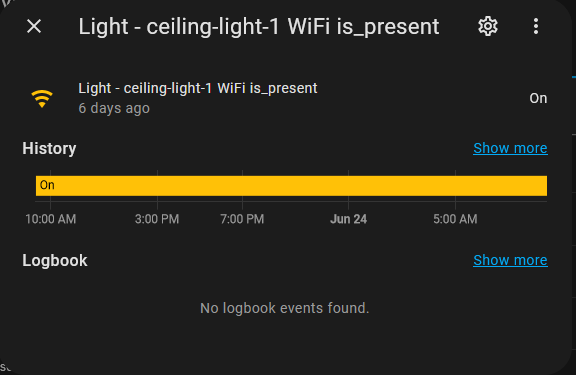 Light - ceiling-light-1 WiFi is_present
Light - ceiling-light-1 WiFi is_present
6 days ago
On
History
Show more
On
10:00 AM 3:00 PM 7:00 PM Jun 24 5:00 AM
Logbook
Show more
No logbook events found.